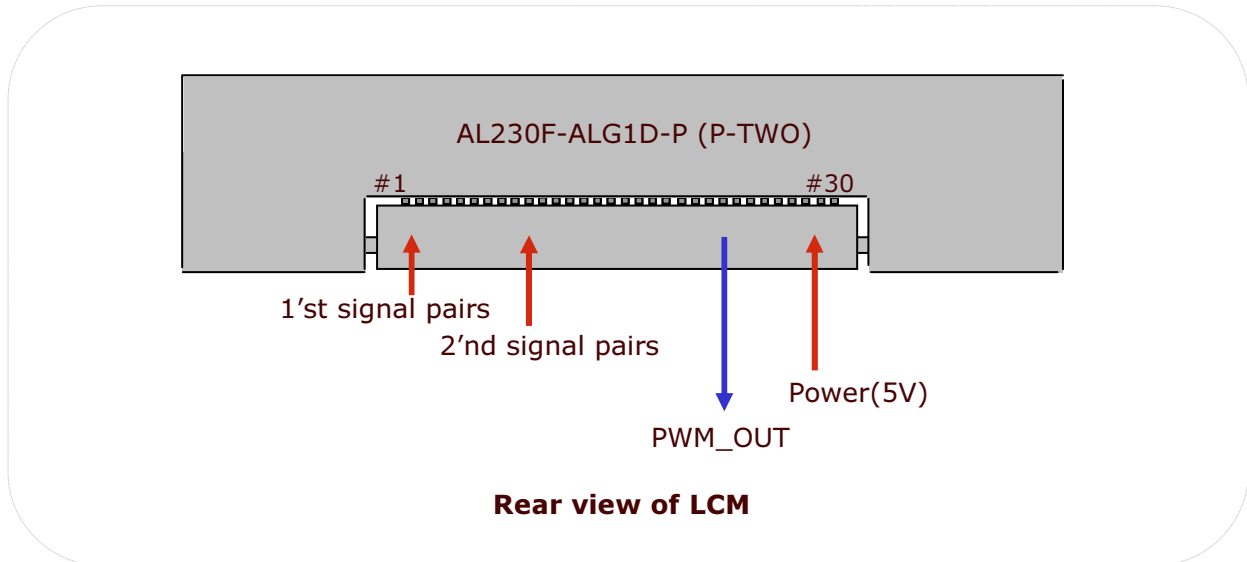 AL230F-ALG1D-P (P-TWO)
#1 #30
1’st signal pairs
2’nd signal pairs
Power(5V)
PWM_OUT
Rear view of LCM